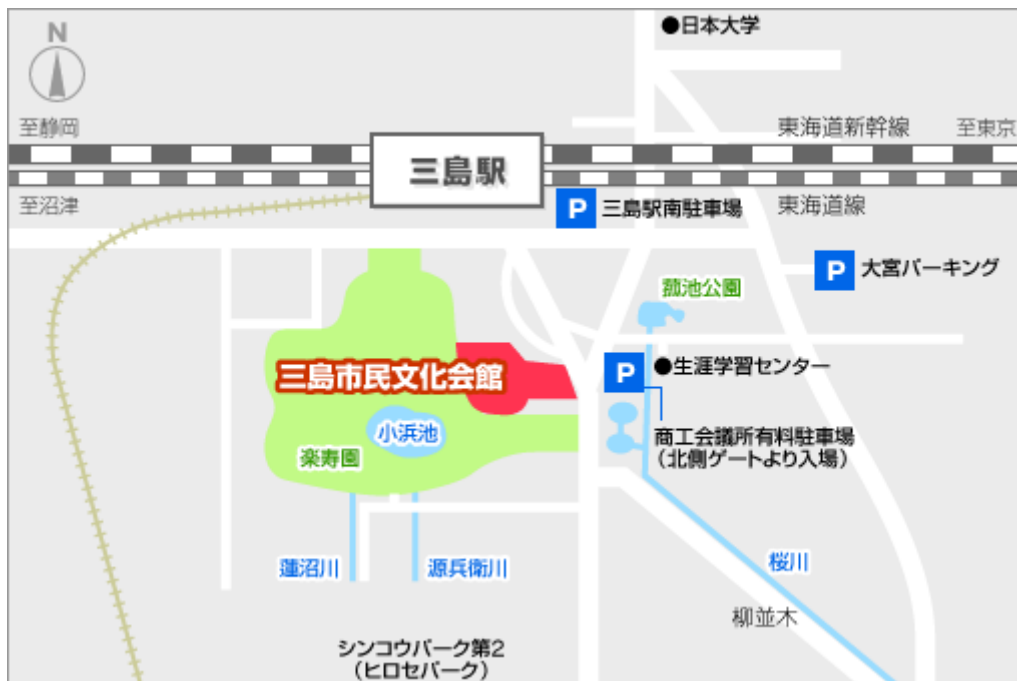 ●日本大学
N
至静岡
東海道新幹線
至東京
三島駅
至沼津
P
三島駅南駐車場
東海道線
P
大宮パーキング
菰池公園
三島市民文化会館
P
●生涯学習センター
小浜池
商工会議所有料駐車場
(北側ゲートより入場)
楽寿園
蓮沼川
源兵衛川
桜川
柳並木
シンコウパーク第2
(ヒロセパーク)